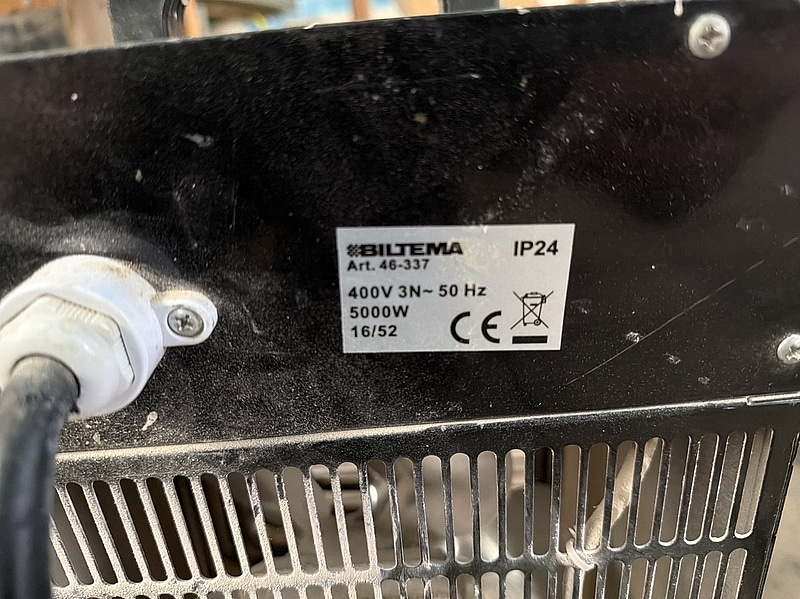 BILTEMA IP24
Art. 46-337
400V 3N~ 50 Hz
5000W
16/52
CE